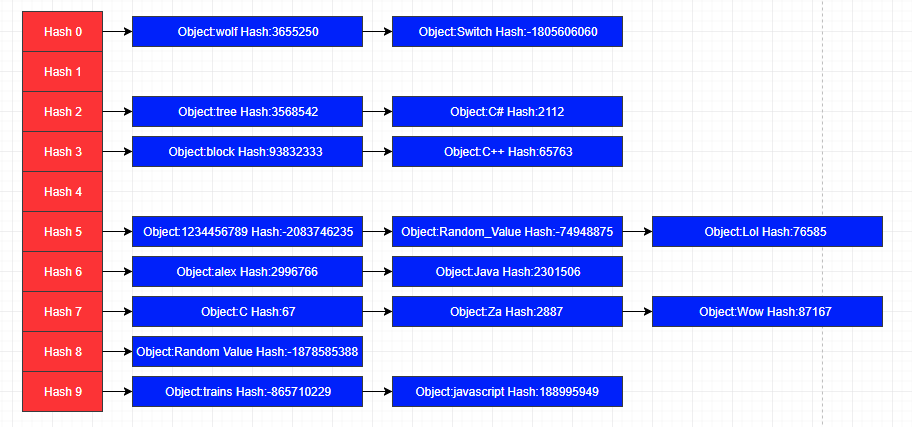 Hash 0 Object:wolf Hash:3655250 Object:Switch Hash:-1805606060
Hash 1
Hash 2 Object:tree Hash:3568542 Object:C# Hash:2112
Hash 3 Object:block Hash:93832333 Object:C++ Hash:65763
Hash 4
Hash 5 Object:1234456789 Hash:-2083746235 Object:Random_Value Hash:-74948875 Object:Lol Hash:76585
Hash 6 Object:alex Hash:2996766 Object:Java Hash:2301506
Hash 7 Object:C Hash:67 Object:Za Hash:2887 Object:Wow Hash:87167
Hash 8 Object:Random Value Hash:-1878585388
Hash 9 Object:trains Hash:-865710229 Object:javascript Hash:188995949